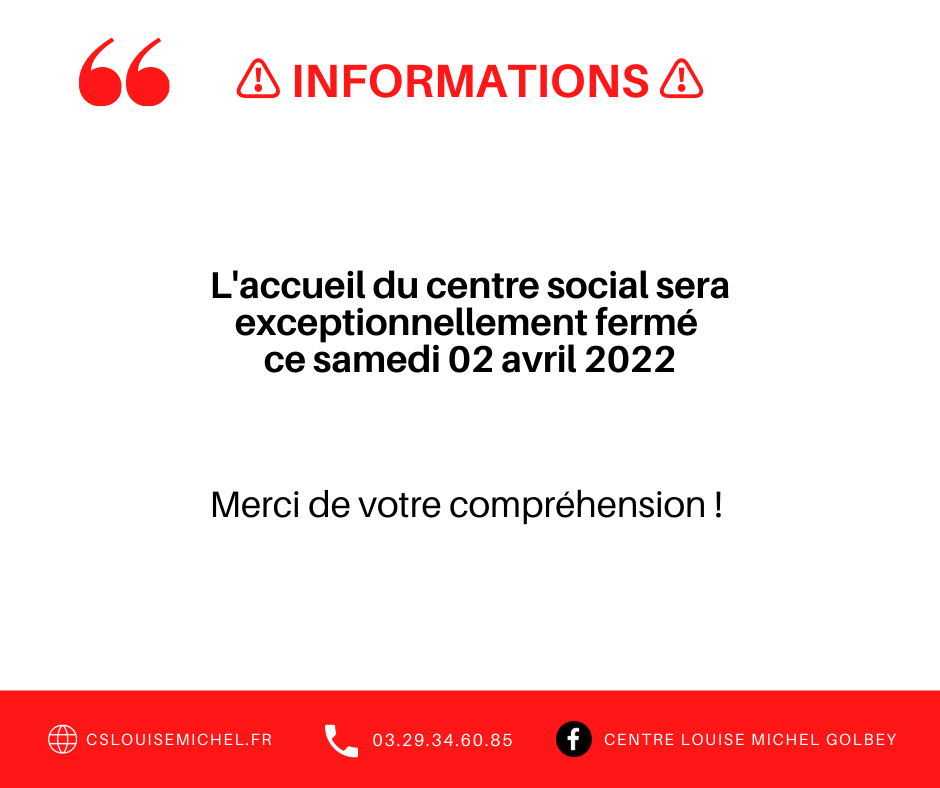 ⚠ INFORMATIONS ⚠
L'accueil du centre social sera
exceptionnellement fermé
ce samedi 02 avril 2022
Merci de votre compréhension !
CSLOUISEMICHEL.FR
03.29.34.60.85
CENTRE LOUISE MICHEL GOLBEY